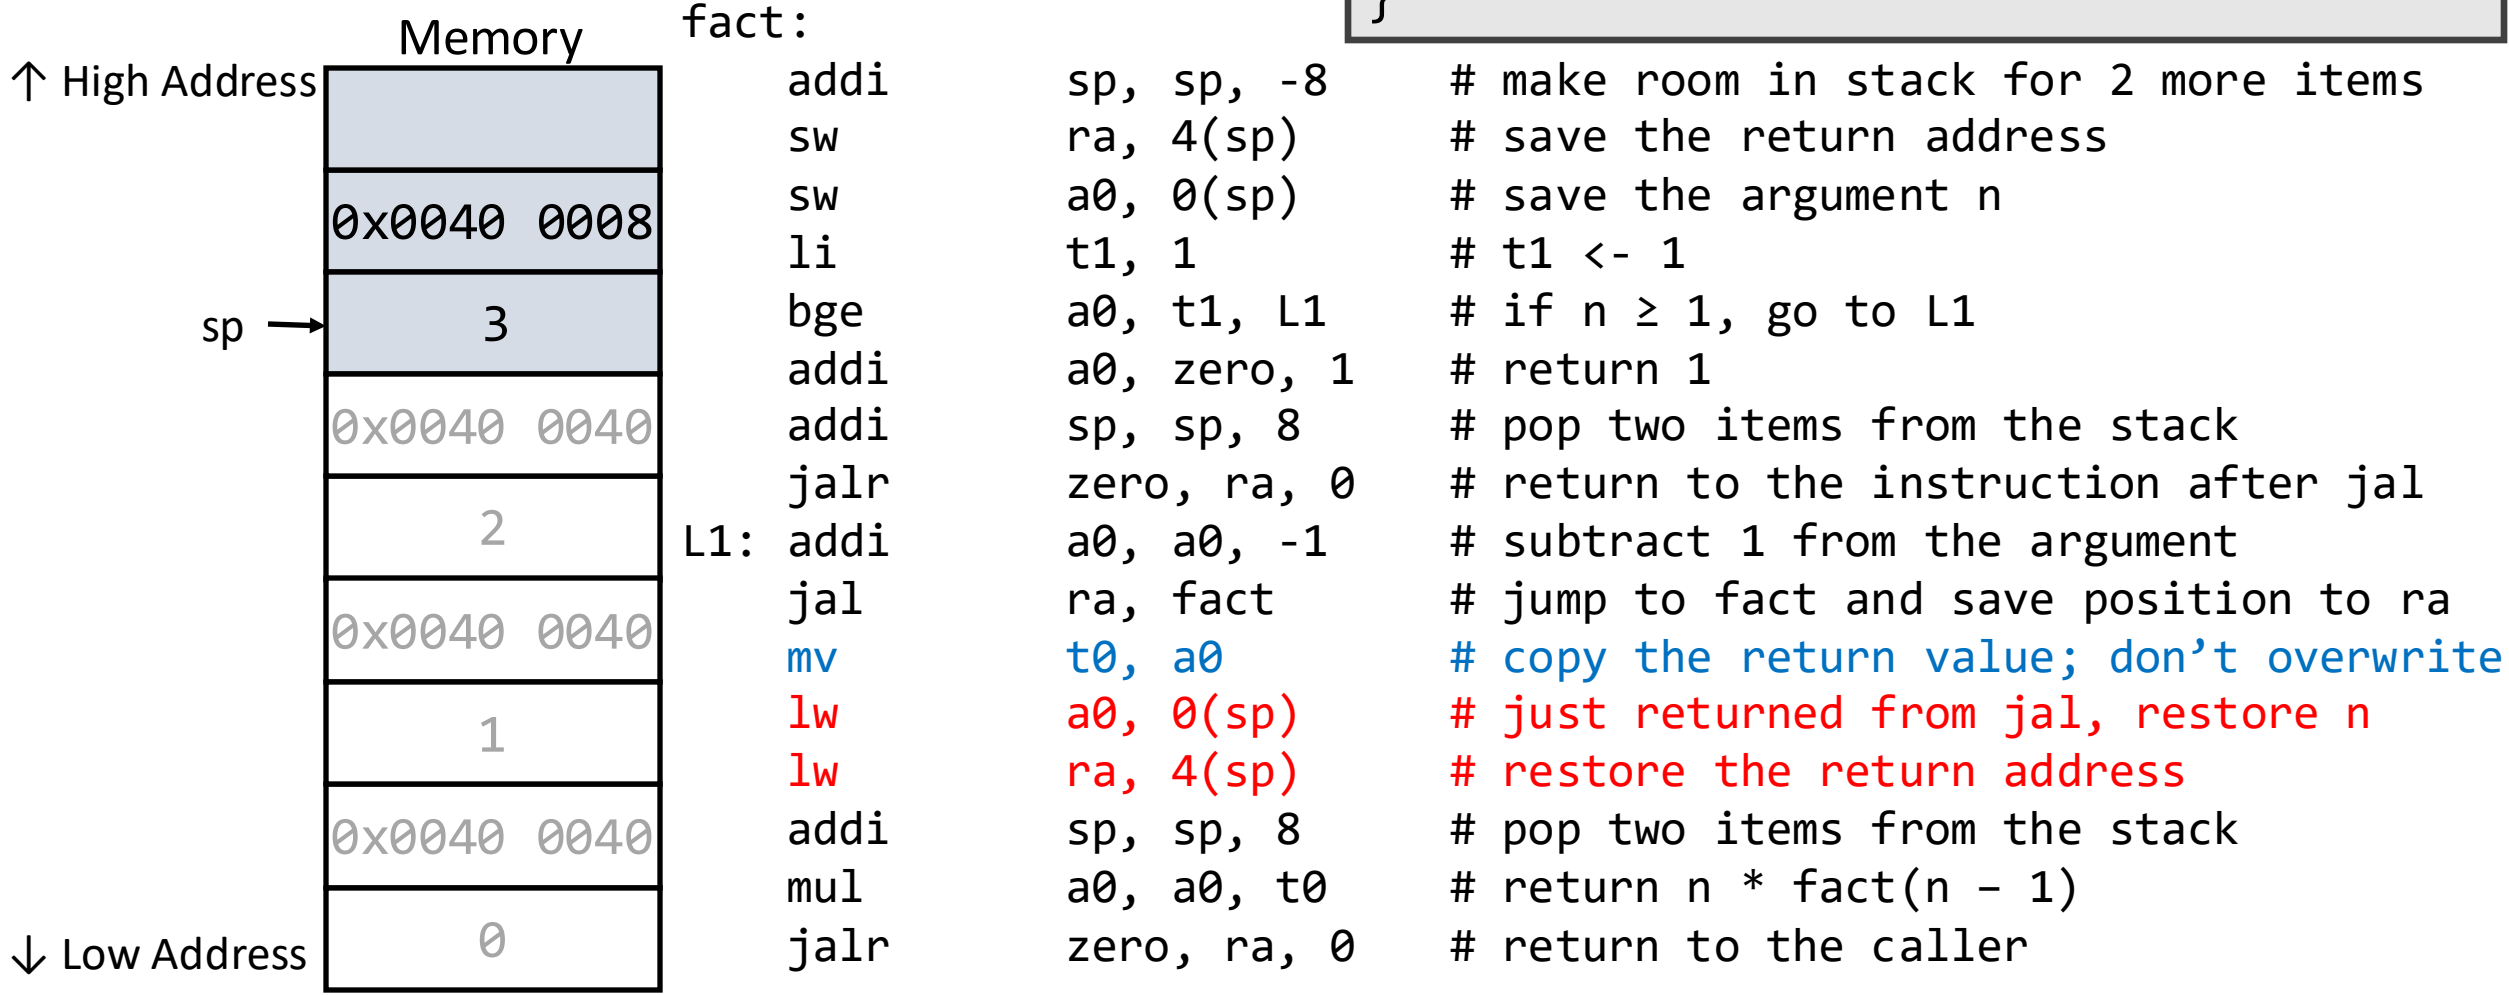 }
fact:
Memory
↑ High Address
0x0040 0008
sp
3
0x0040 0040
2
0x0040 0040
1
0x0040 0040
0
↓ Low Address
addi sp, sp, -8 # make room in stack for 2 more items
sw ra, 4(sp) # save the return address
sw a0, 0(sp) # save the argument n
li t1, 1 # t1 <- 1
bge a0, t1, L1 # if n ≥ 1, go to L1
addi a0, zero, 1 # return 1
addi sp, sp, 8 # pop two items from the stack
jalr zero, ra, 0 # return to the instruction after jal
L1: addi a0, a0, -1 # subtract 1 from the argument
jal ra, fact # jump to fact and save position to ra
mv t0, a0 # copy the return value; don’t overwrite
lw a0, 0(sp) # just returned from jal, restore n
lw ra, 4(sp) # restore the return address
addi sp, sp, 8 # pop two items from the stack
mul a0, a0, t0 # return n * fact(n – 1)
jalr zero, ra, 0 # return to the caller